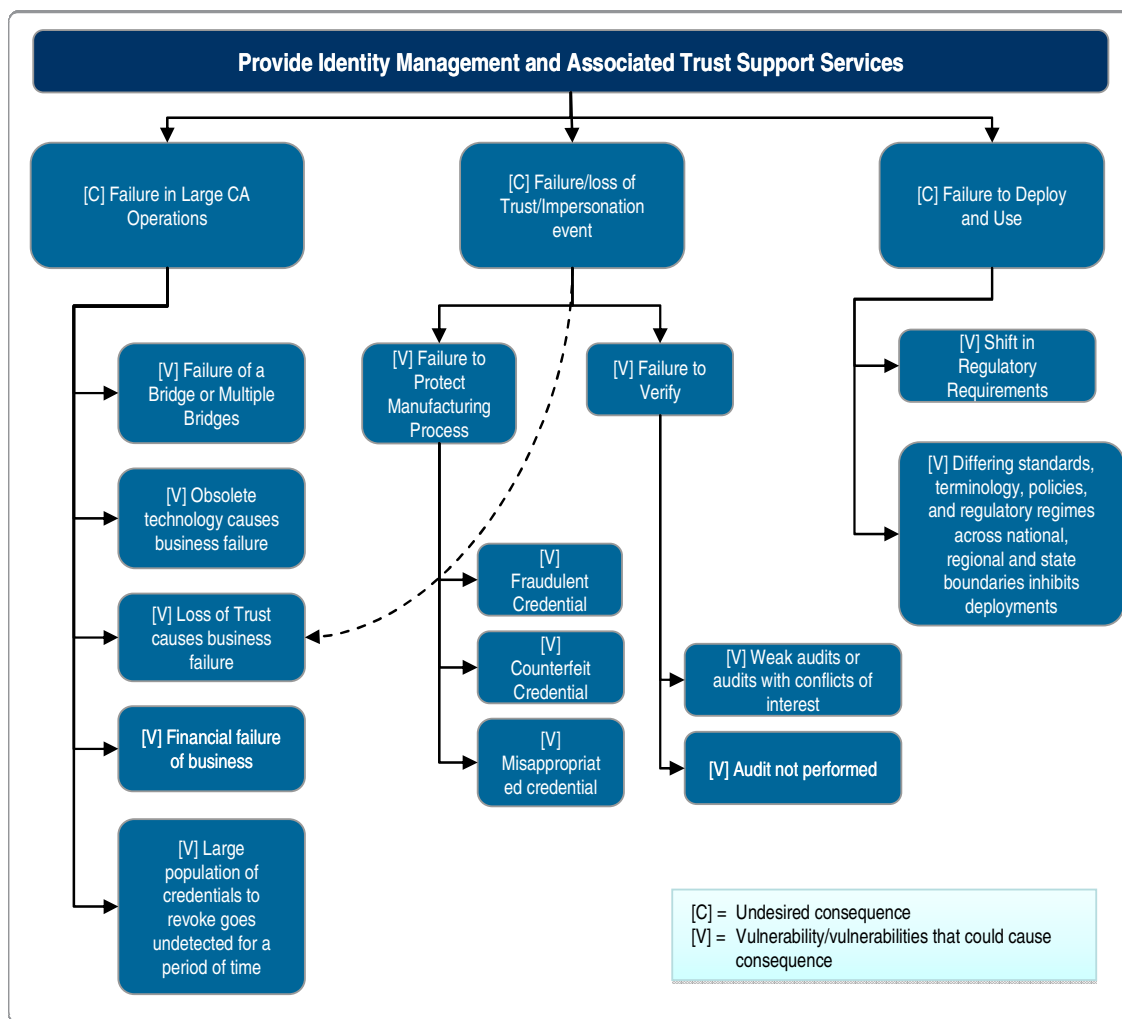 Provide Identity Management and Associated Trust Support Services
[C] Failure in Large CA
Operations
[C] Failure/loss of
Trust/Impersonation
event
[C] Failure to Deploy
and Use
[V] Failure of a
Bridge or Multiple
Bridges
[V] Obsolete
technology causes
business failure
[V] Loss of Trust
causes business
failure
[V] Financial failure
of business
[V] Large
population of
credentials to
revoke goes
undetected for a
period of time
[V] Failure to
Protect
Manufacturing
Process
[V]
Fraudulent
Credential
[V]
Counterfeit
Credential
[V]
Misappropriat
ed credential
[V] Failure to
Verify
[V] Weak audits or
audits with conflicts of
interest
[V] Audit not performed
[V] Shift in
Regulatory
Requirements
[V] Differing standards,
terminology, policies,
and regulatory regimes
across national,
regional and state
boundaries inhibits
deployments
[C] = Undesired consequence
[V] = Vulnerability/vulnerabilities that could cause
consequence